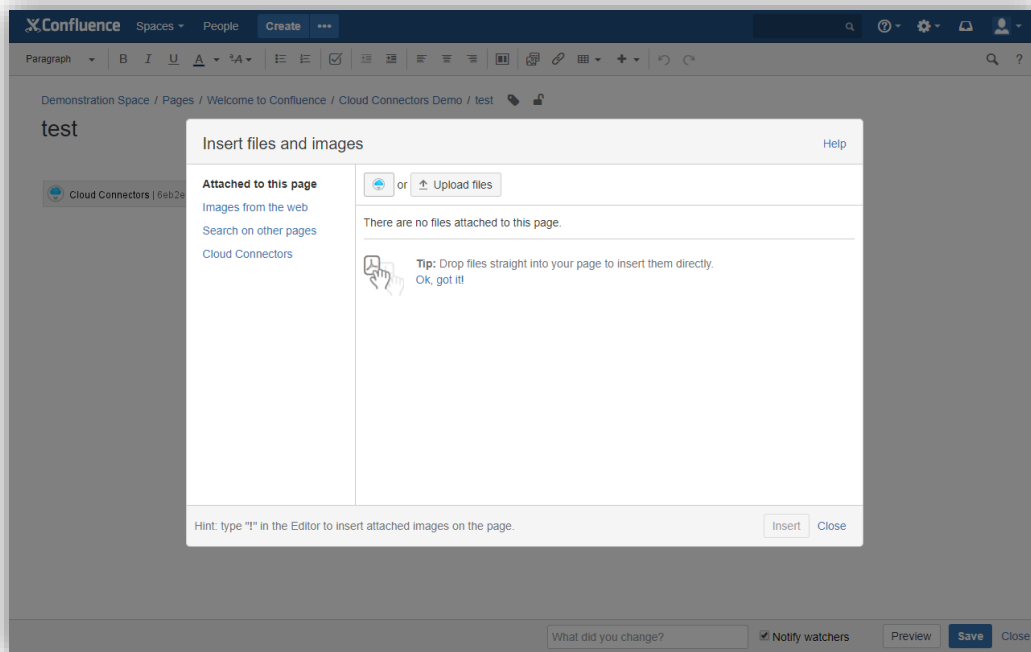 Confluence Spaces People Create •••
Paragraph B I U A A
Demonstration Space / Pages / Welcome to Confluence / Cloud Connectors Demo / test
test
Insert files and images Help
Cloud Connectors | 6eb2e
Attached to this page
Images from the web
Search on other pages
Cloud Connectors
or Upload files
There are no files attached to this page.
Tip: Drop files straight into your page to insert them directly.
Ok, got it!
Hint: type "!" in the Editor to insert attached images on the page.
Insert Close
What did you change? Notify watchers Preview Save Close